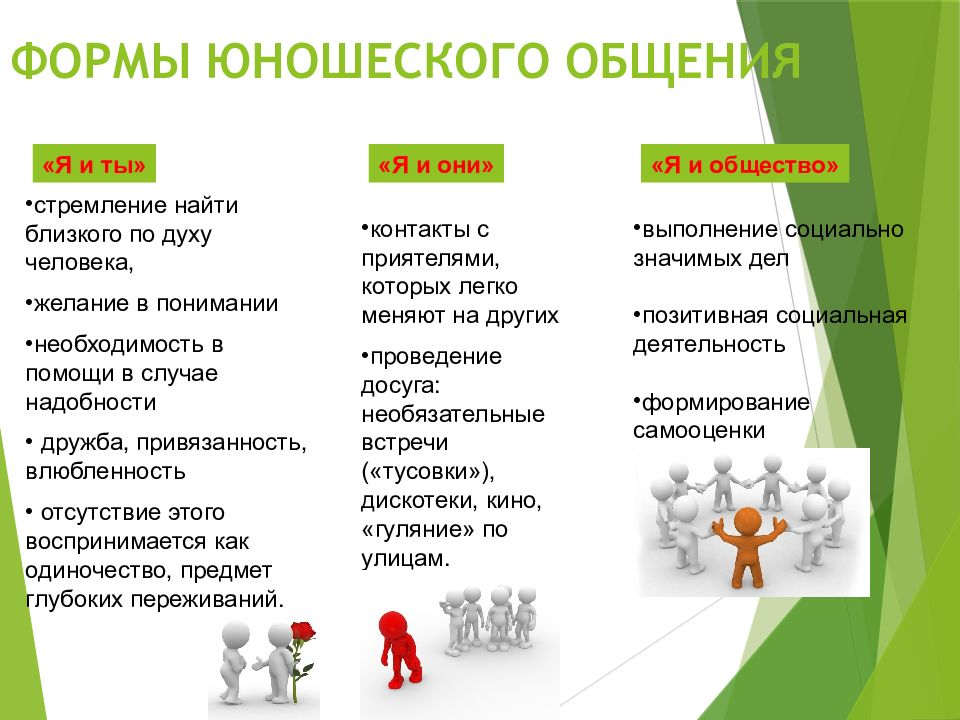 ФОРМЫ ЮНОШЕСКОГО ОБЩЕНИЯ
«Я и ты»
•стремление найти
близкого по духу
человека,
•желание в понимании
•необходимость в
помощи в случае
надобности
• дружба, привязанность,
влюбленность
• отсутствие этого
воспринимается как
одиночество, предмет
глубоких переживаний.
«Я и они»
•контакты с
приятелями,
которых легко
меняют на других
•проведение
досуга:
необязательные
встречи
(«тусовки»),
дискотеки, кино,
«гуляние» по
улицам.
«Я и общество»
•выполнение социально
значимых дел
•позитивная социальная
деятельность
•формирование
самооценки